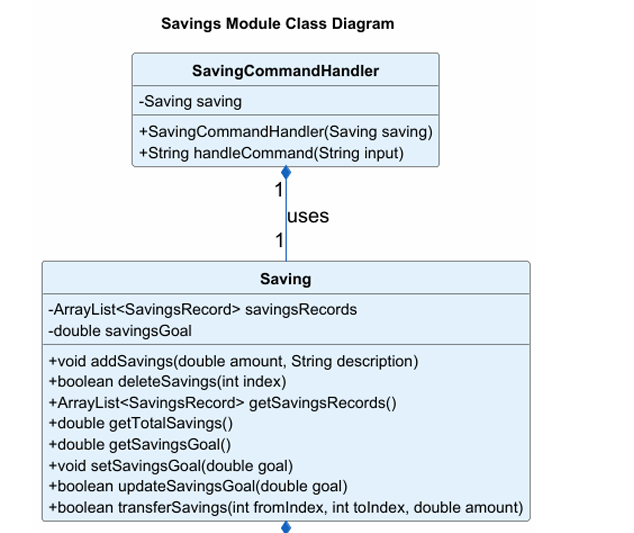 Savings Module Class Diagram
SavingCommandHandler
-Saving saving
+SavingCommandHandler(Saving saving)
+String handleCommand(String input)
1
uses
1
Saving
-ArrayList<SavingsRecord> savingsRecords
-double savingsGoal
+void addSavings(double amount, String description)
+boolean deleteSavings(int index)
+ArrayList<SavingsRecord> getSavingsRecords()
+double getTotalSavings()
+double getSavingsGoal()
+void setSavingsGoal(double goal)
+boolean updateSavingsGoal(double goal)
+boolean transferSavings(int fromIndex, int toIndex, double amount)